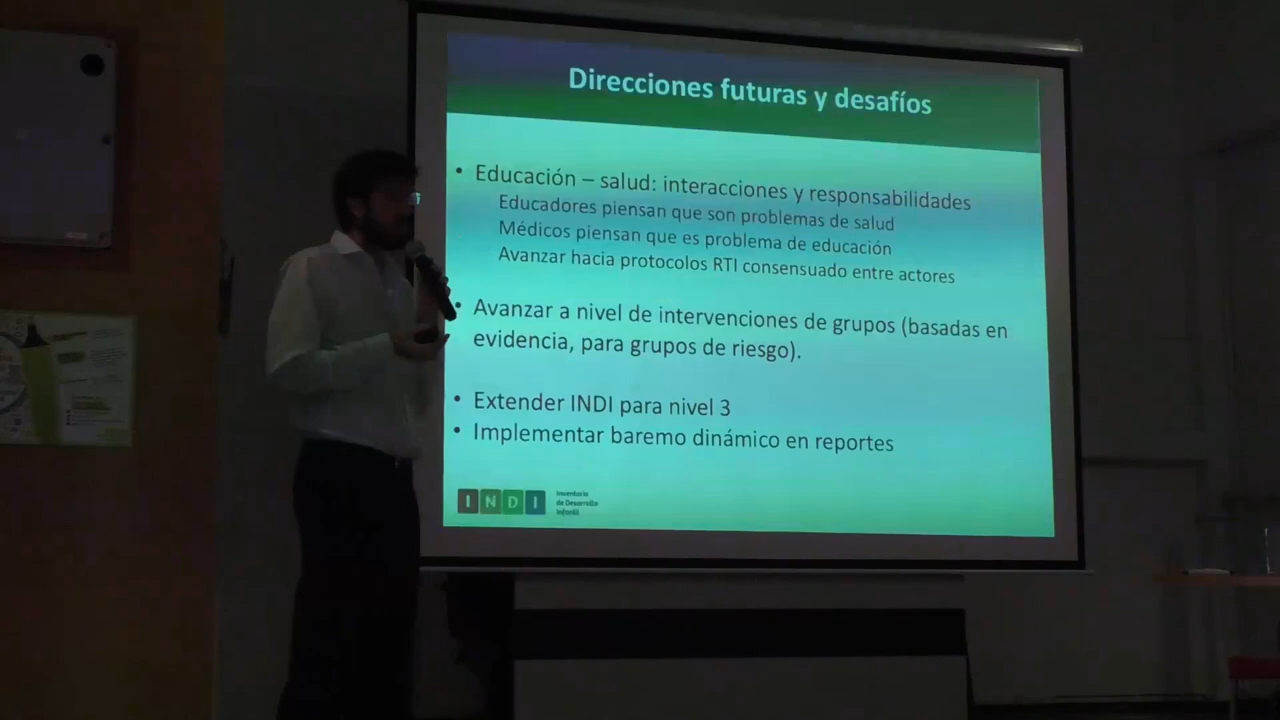 Direcciones futuras y desafíos
• Educación – salud: interacciones y responsabilidades
Educadores piensan que son problemas de salud
Médicos piensan que es problema de educación
Avanzar hacia protocolos RTI consensuado entre actores
• Avanzar a nivel de intervenciones de grupos (basadas en
evidencia, para grupos de riesgo).
• Extender INDI para nivel 3
• Implementar baremo dinámico en reportes
INDI
Inventario
de Desarrollo
Infantil